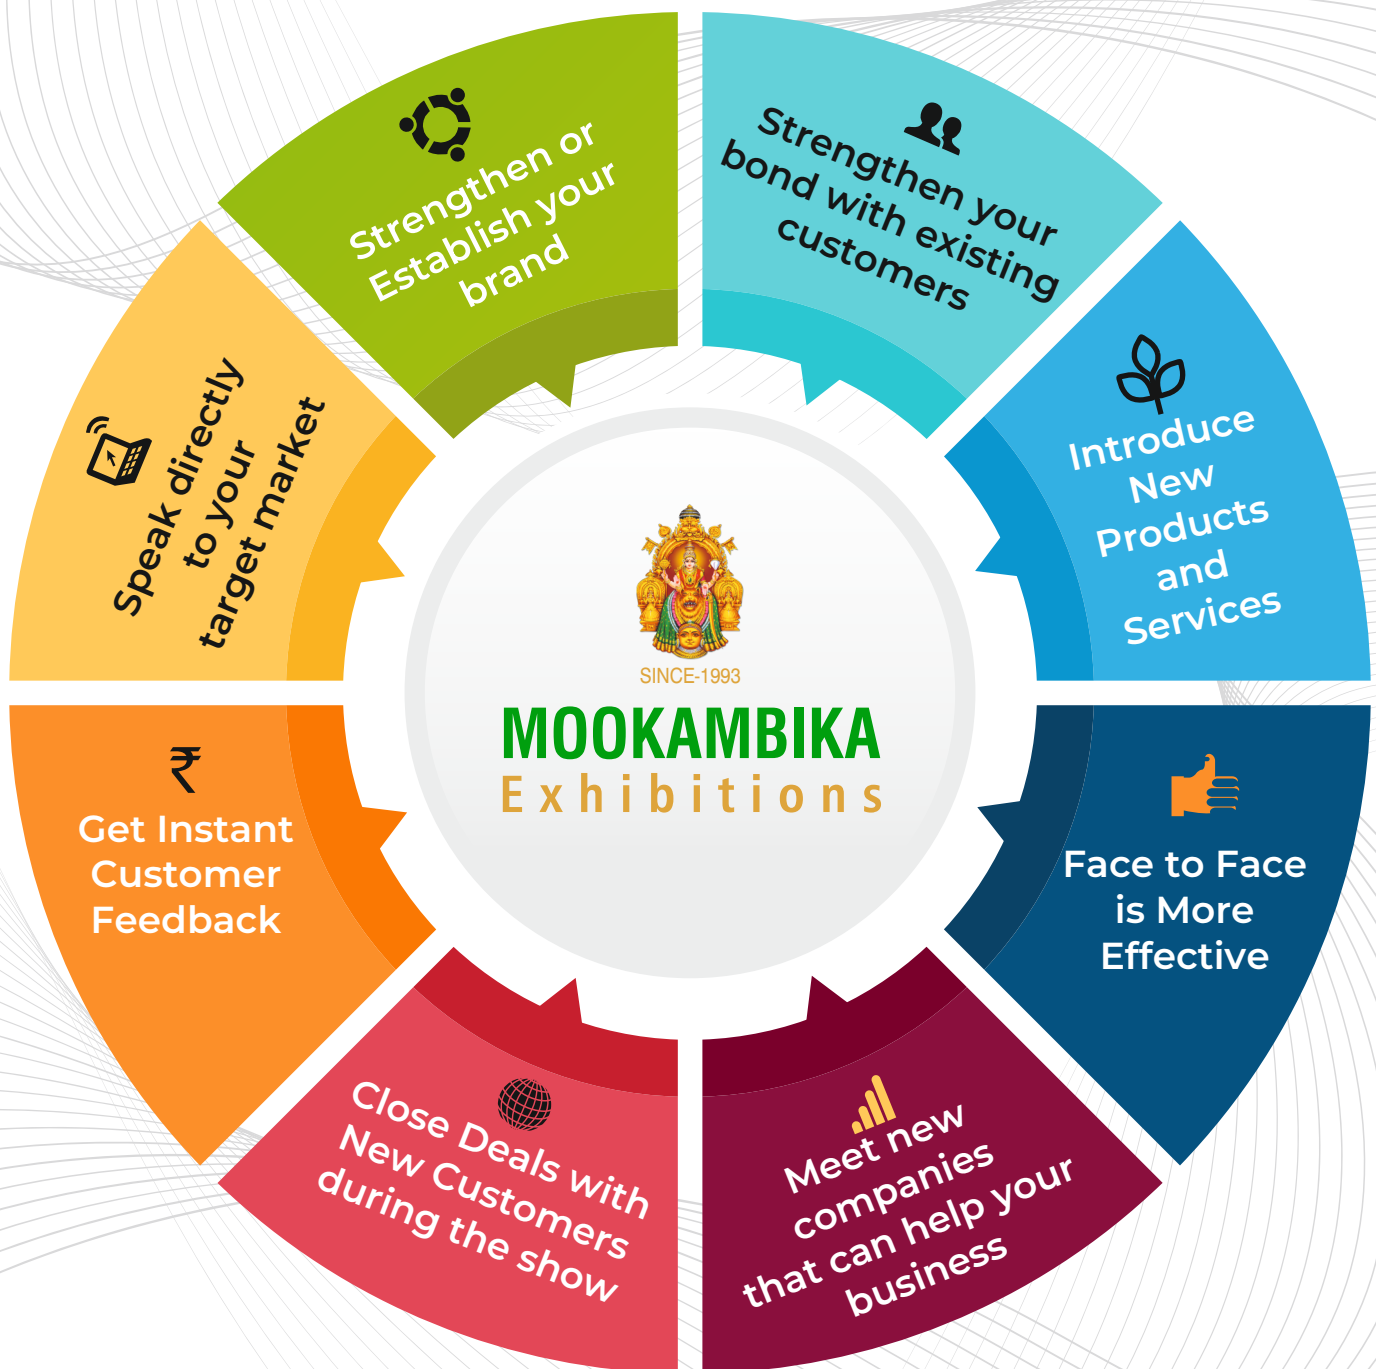 Strengthen or
Establish your
brand
Strengthen your
bond with existing
customers
Introduce
New
Products
and
Services
Face to Face
is More
Effective
Meet new
companies
that can help your
business
Close Deals with
New Customers
during the show
₹
Get Instant
Customer
Feedback
Speak directly
to your
target market
SINCE-1993
MOOKAMBIKA
Exhibitions